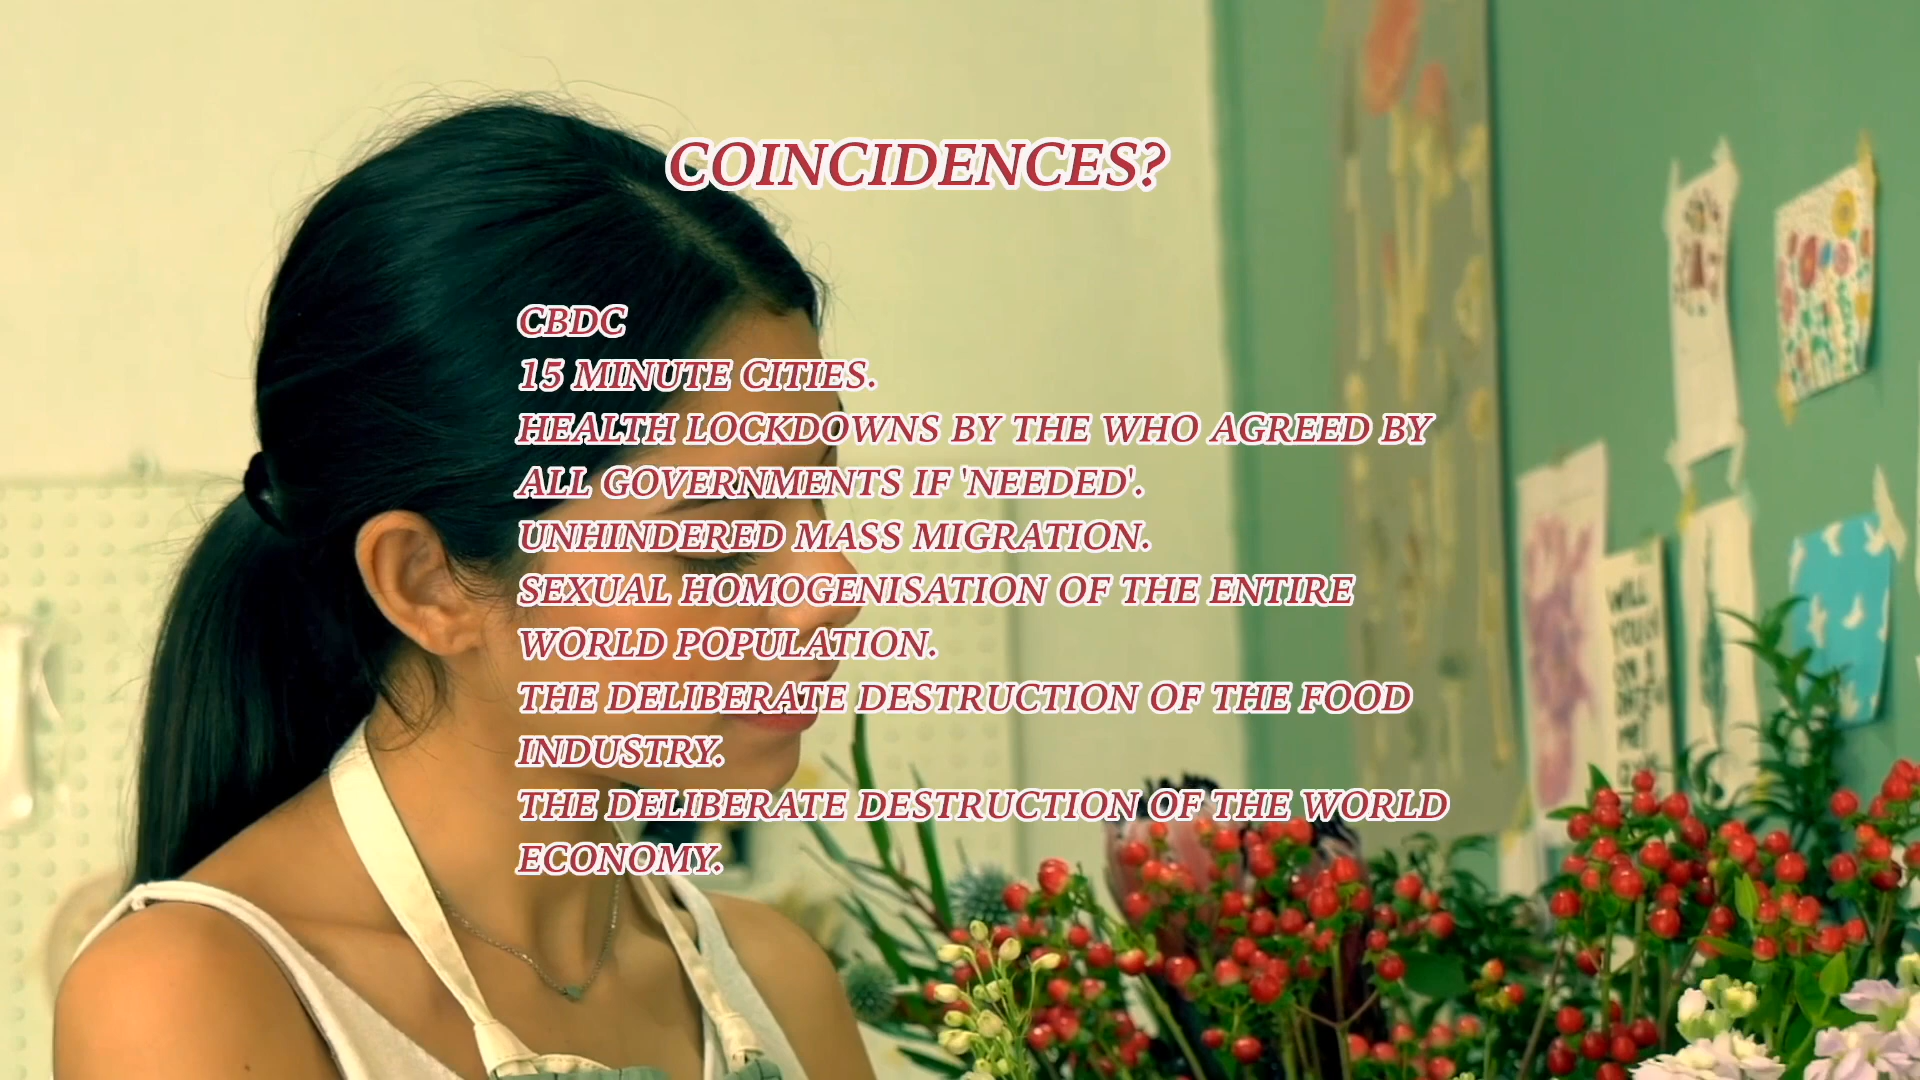 COINCIDENCES?
CBDC
15 MINUTE CITIES.
HEALTH LOCKDOWNS BY THE WHO AGREED BY
ALL GOVERNMENTS IF 'NEEDED'.
UNHINDERED MASS MIGRATION.
SEXUAL HOMOGENISATION OF THE ENTIRE
WORLD POPULATION.
THE DELIBERATE DESTRUCTION OF THE FOOD
INDUSTRY.
THE DELIBERATE DESTRUCTION OF THE WORLD
ECONOMY.
WILL